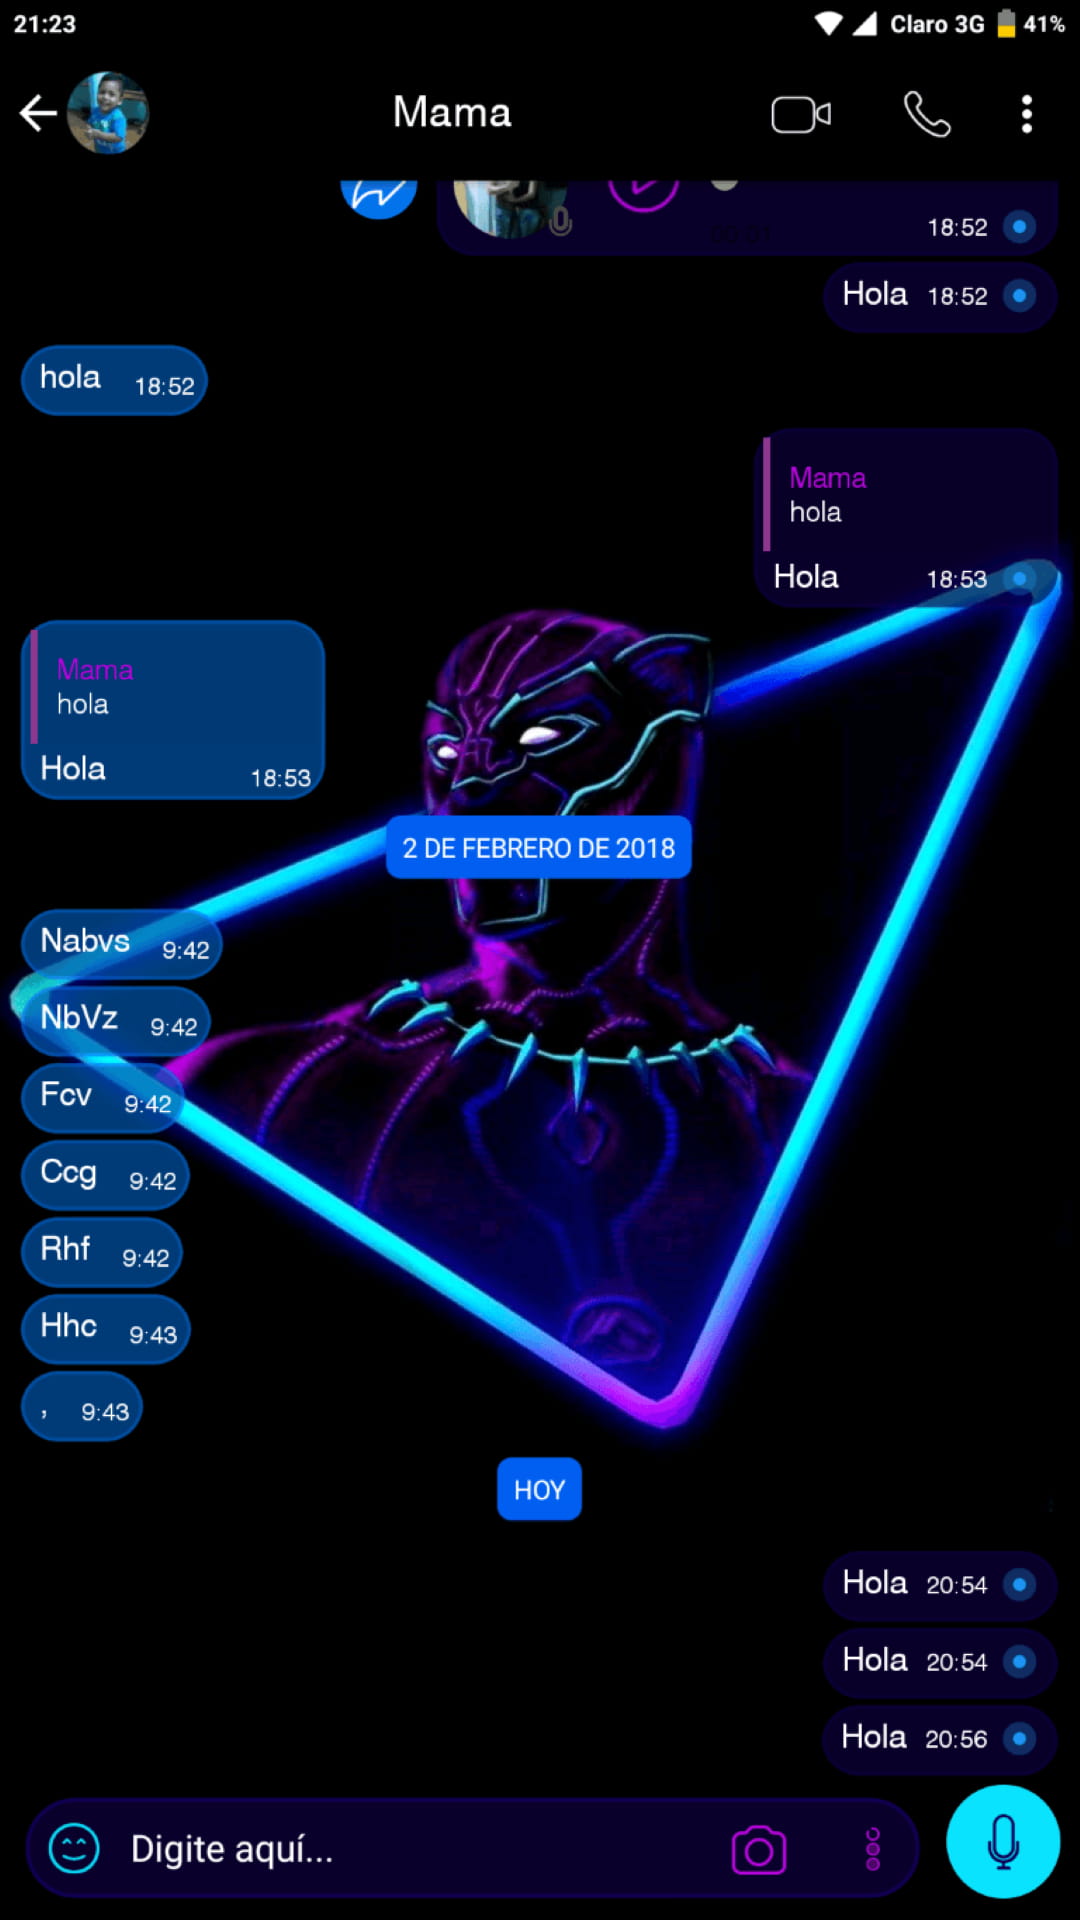 21:23 Claro 3G 41%
Mama
00:01
18:52
Hola 18:52
hola 18:52
Mama
hola
Hola 18:53
Mama
hola
Hola 18:53
2 DE FEBRERO DE 2018
Nabvs 9:42
NbVz 9:42
Fcv 9:42
Ccg 9:42
Rhf 9:42
Hhc 9:43
, 9:43
HOY
Hola 20:54
Hola 20:54
Hola 20:56
Digite aquí...